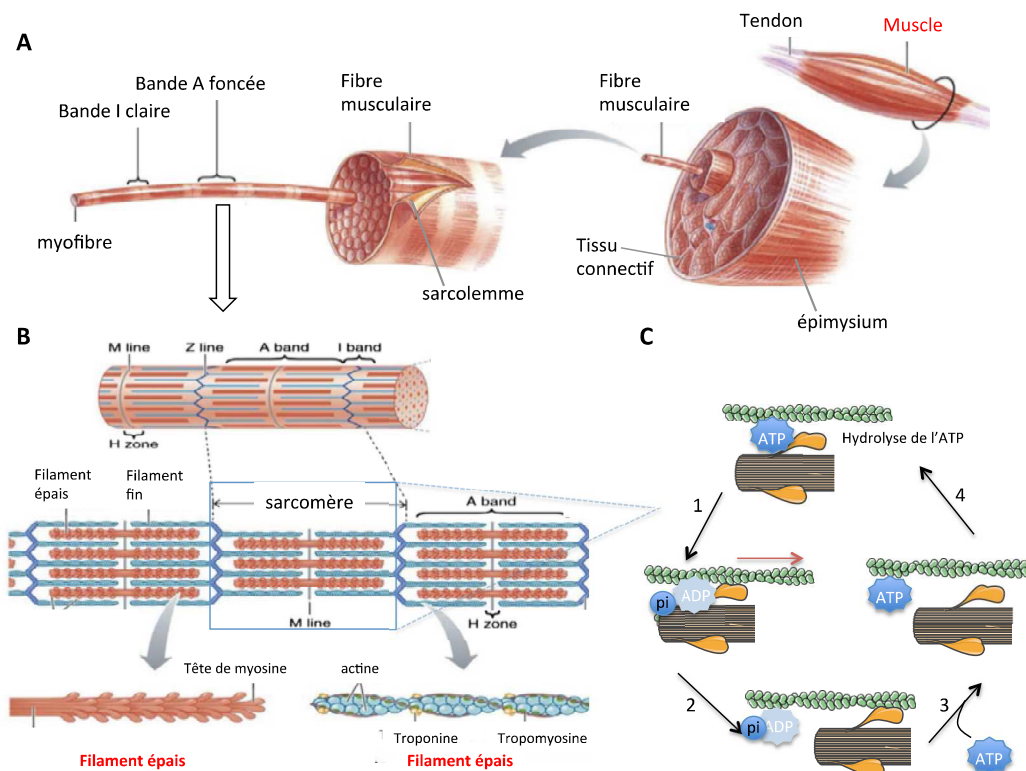 A
Tendon
Muscle
Bande A foncée
Bande I claire
Fibre
musculaire
Fibre
musculaire
myofibre
sarcolemme
Tissu
connectif
épimysium
B
M line
Z line
A band
I band
H zone
Filament
épais
Filament
fin
sarcomère
A band
M line
H zone
Tête de myosine
actine
Troponine
Tropomyosine
Filament épais
Filament épais
C
ATP
Hydrolyse de l'ATP
1
4
pi
ADP
ATP
2
pi
ADP
3
ATP